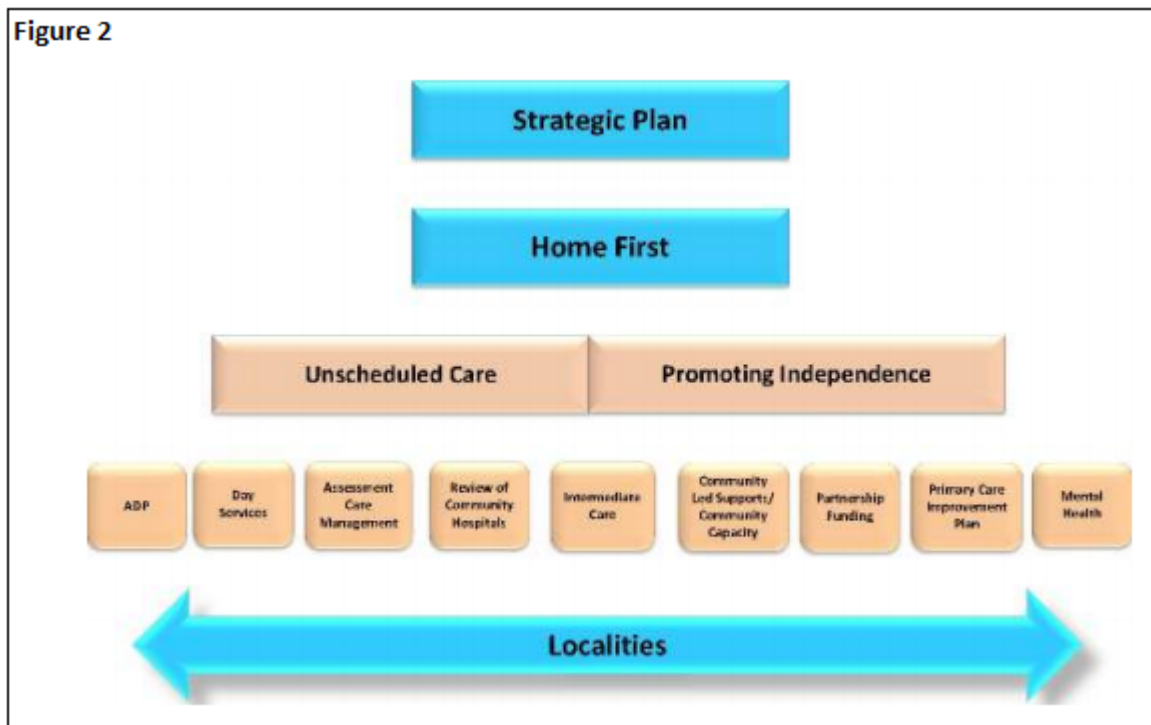 Figure 2
Strategic Plan
Home First
Unscheduled Care
Promoting Independence
ADP
Day
Services
Assessment
Care
Management
Review of
Community
Hospitals
Intermediate
Care
Community
Led Supports/
Community
Capacity
Partnership
Funding
Primary Care
Improvement
Plan
Mental
Health
Localities